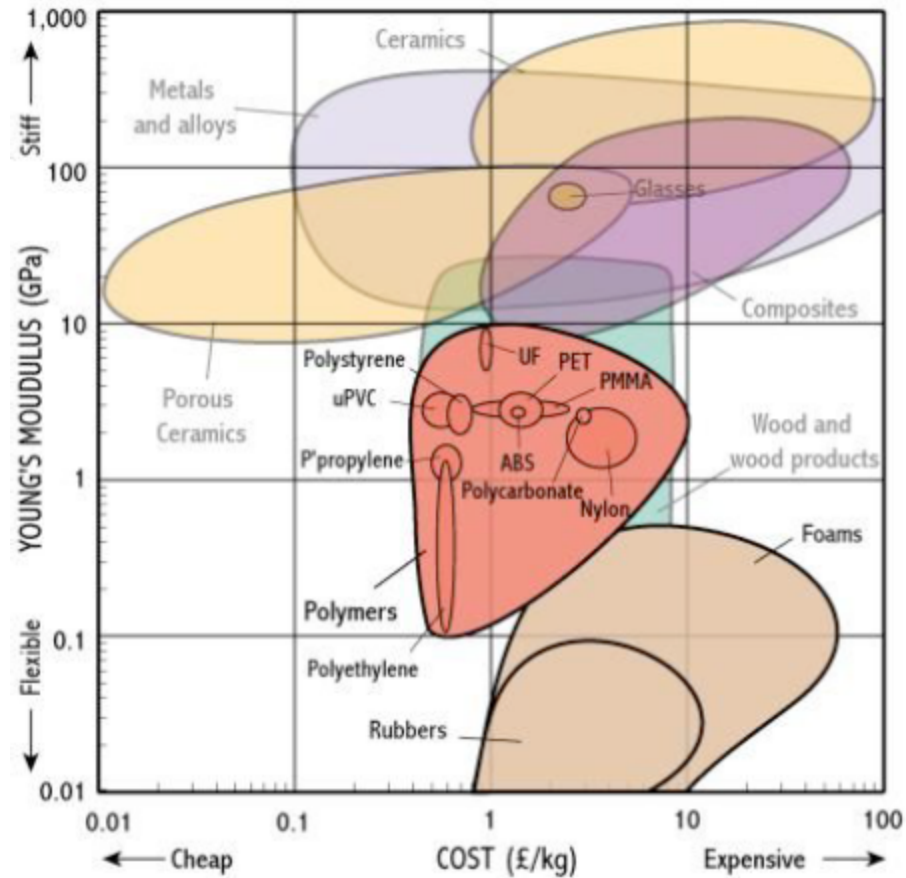 1,000
Ceramics
Metals
and alloys
Stiff
100
Glasses
Composites
YOUNG'S MOUDULUS (GPa)
10
Polystyrene
UF
PET
PMMA
uPVC
Porous
Ceramics
Wood and
wood products
P'propylene
ABS
Polycarbonate
Nylon
1
Foams
Polymers
0.1
Flexible
Polyethylene
Rubbers
0.01
0.01
0.1
1
10
100
Cheap
COST (£/kg)
Expensive